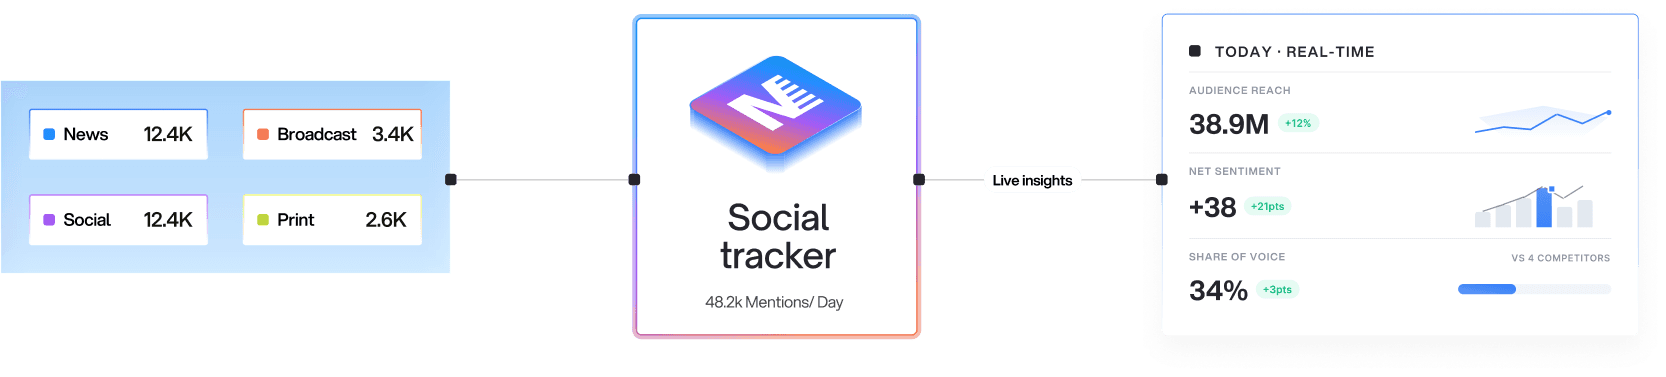 News 12.4K
Broadcast 3.4K
Social 12.4K
Print 2.6K
Social
tracker
48.2k Mentions/ Day
Live insights
TODAY · REAL-TIME
AUDIENCE REACH
38.9M +12%
NET SENTIMENT
+38 +21pts
SHARE OF VOICE
VS 4 COMPETITORS
34% +3pts